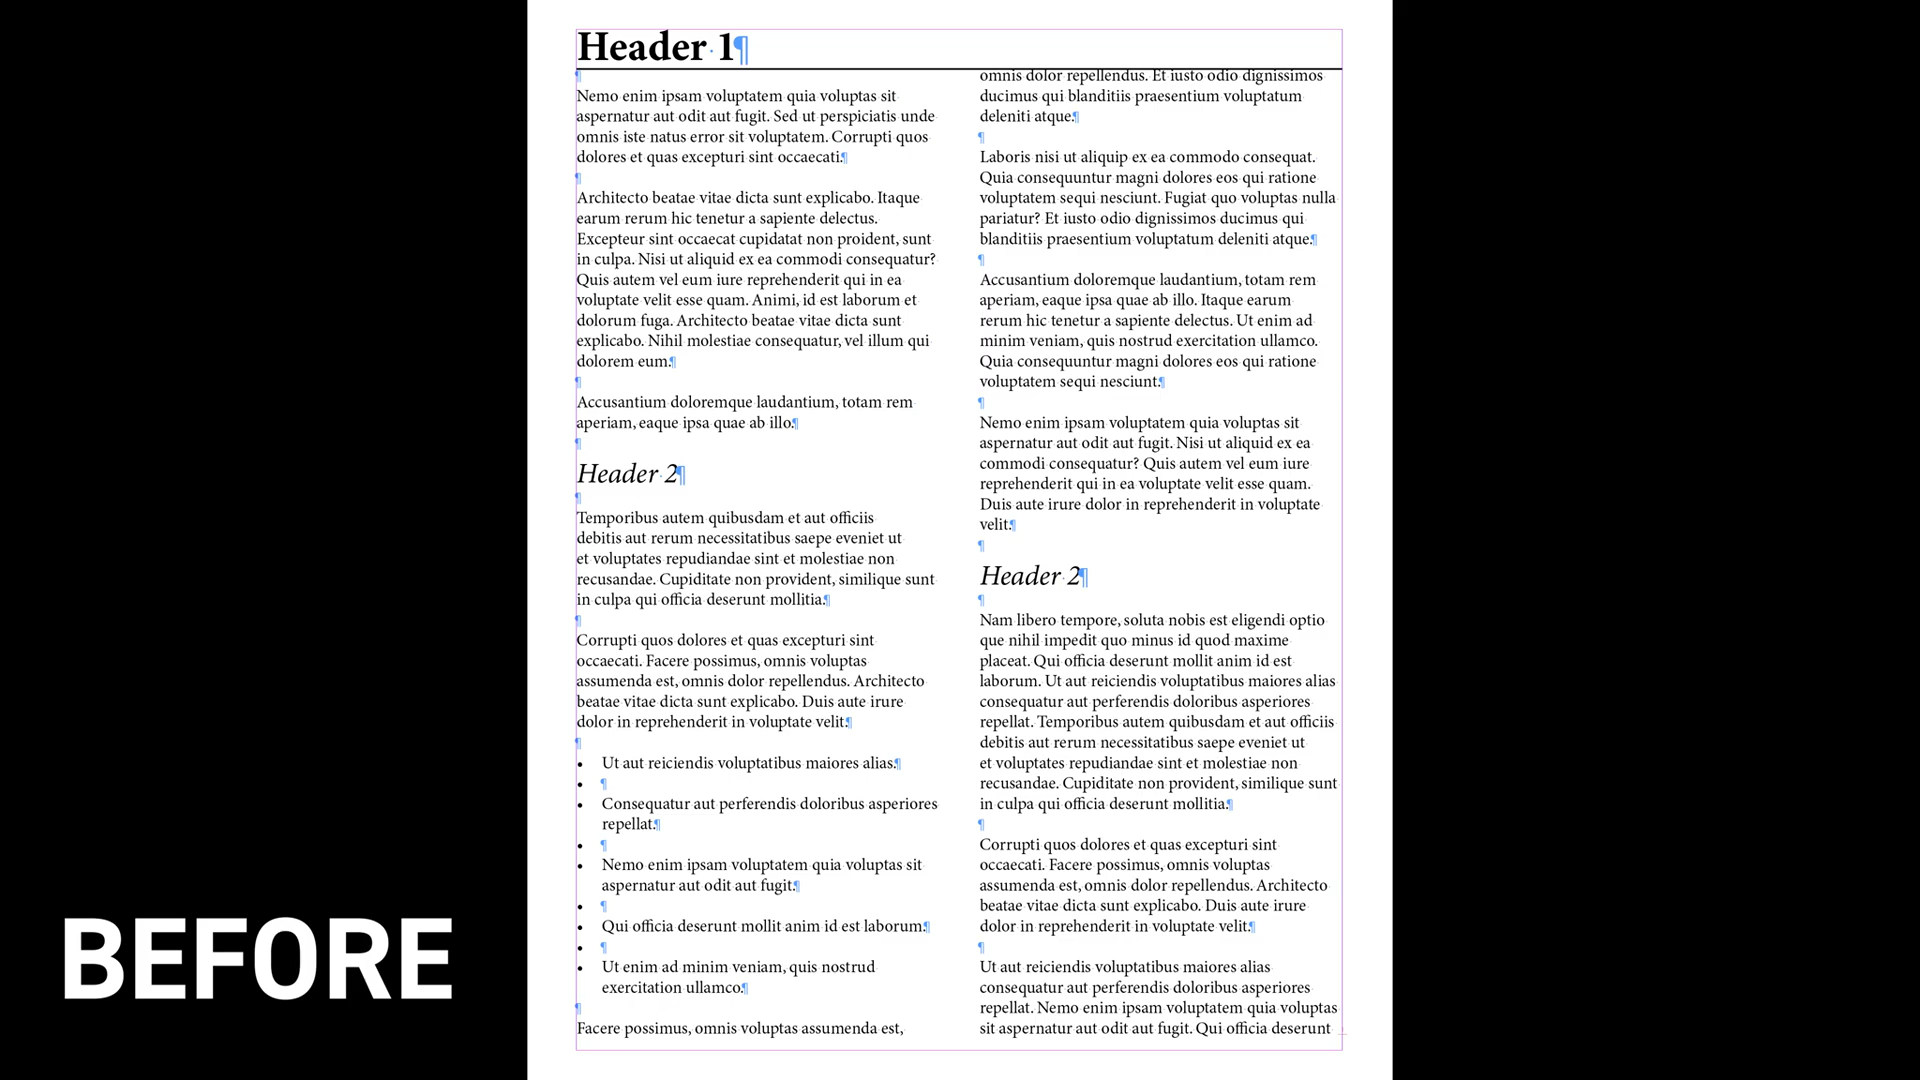 Header 1¶
¶
Nemo enim ipsam voluptatem quia voluptas sit
aspernatur aut odit aut fugit. Sed ut perspiciatis unde
omnis iste natus error sit voluptatem. Corrupti quos
dolores et quas excepturi sint occaecati.¶
¶
Architecto beatae vitae dicta sunt explicabo. Itaque
earum rerum hic tenetur a sapiente delectus.
Excepteur sint occaecat cupidatat non proident, sunt
in culpa. Nisi ut aliquid ex ea commodi consequatur?
Quis autem vel eum iure reprehenderit qui in ea
voluptate velit esse quam. Animi, id est laborum et
dolorum fuga. Architecto beatae vitae dicta sunt
explicabo. Nihil molestiae consequatur, vel illum qui
dolorem eum.¶
¶
Accusantium doloremque laudantium, totam rem
aperiam, eaque ipsa quae ab illo.¶
¶
Header 2¶
¶
Temporibus autem quibusdam et aut officiis
debitis aut rerum necessitatibus saepe eveniet ut
et voluptates repudiandae sint et molestiae non
recusandae. Cupiditate non provident, similique sunt
in culpa qui officia deserunt mollitia.¶
¶
Corrupti quos dolores et quas excepturi sint
occaecati. Facere possimus, omnis voluptas
assumenda est, omnis dolor repellendus. Architecto
beatae vitae dicta sunt explicabo. Duis aute irure
dolor in reprehenderit in voluptate velit.¶
¶
• Ut aut reiciendis voluptatibus maiores alias.¶
• ¶
• Consequatur aut perferendis doloribus asperiores
repellat.¶
• ¶
• Nemo enim ipsam voluptatem quia voluptas sit
aspernatur aut odit aut fugit.¶
• ¶
• Qui officia deserunt mollit anim id est laborum.¶
• ¶
• Ut enim ad minim veniam, quis nostrud
exercitation ullamco.¶
¶
Facere possimus, omnis voluptas assumenda est,
omnis dolor repellendus. Et iusto odio dignissimos
ducimus qui blanditiis praesentium voluptatum
deleniti atque.¶
¶
Laboris nisi ut aliquip ex ea commodo consequat.
Quia consequuntur magni dolores eos qui ratione
voluptatem sequi nesciunt. Fugiat quo voluptas nulla
pariatur? Et iusto odio dignissimos ducimus qui
blanditiis praesentium voluptatum deleniti atque.¶
¶
Accusantium doloremque laudantium, totam rem
aperiam, eaque ipsa quae ab illo. Itaque earum
rerum hic tenetur a sapiente delectus. Ut enim ad
minim veniam, quis nostrud exercitation ullamco.
Quia consequuntur magni dolores eos qui ratione
voluptatem sequi nesciunt.¶
¶
Nemo enim ipsam voluptatem quia voluptas sit
aspernatur aut odit aut fugit. Nisi ut aliquid ex ea
commodi consequatur? Quis autem vel eum iure
reprehenderit qui in ea voluptate velit esse quam.
Duis aute irure dolor in reprehenderit in voluptate
velit.¶
¶
Header 2¶
¶
Nam libero tempore, soluta nobis est eligendi optio
que nihil impedit quo minus id quod maxime
placeat. Qui officia deserunt mollit anim id est
laborum. Ut aut reiciendis voluptatibus maiores alias
consequatur aut perferendis doloribus asperiores
repellat. Temporibus autem quibusdam et aut officiis
debitis aut rerum necessitatibus saepe eveniet ut
et voluptates repudiandae sint et molestiae non
recusandae. Cupiditate non provident, similique sunt
in culpa qui officia deserunt mollitia.¶
¶
Corrupti quos dolores et quas excepturi sint
occaecati. Facere possimus, omnis voluptas
assumenda est, omnis dolor repellendus. Architecto
beatae vitae dicta sunt explicabo. Duis aute irure
dolor in reprehenderit in voluptate velit.¶
¶
Ut aut reiciendis voluptatibus maiores alias
consequatur aut perferendis doloribus asperiores
repellat. Nemo enim ipsam voluptatem quia voluptas
sit aspernatur aut odit aut fugit. Qui officia deserunt
BEFORE